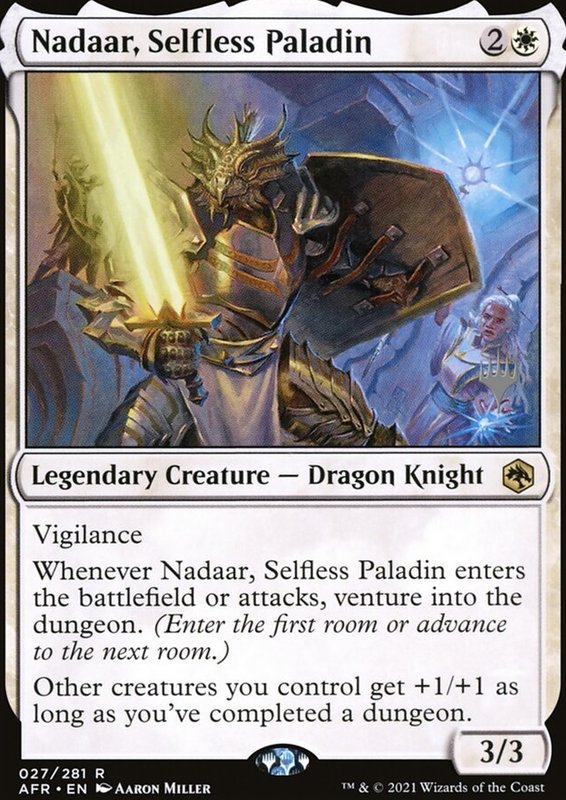 Nadaar, Selfless Paladin 2
Legendary Creature — Dragon Knight
Vigilance
Whenever Nadaar, Selfless Paladin enters
the battlefield or attacks, venture into the
dungeon. (Enter the first room or advance
to the next room.)
Other creatures you control get +1/+1 as
long as you've completed a dungeon.
3/3
027/281 R
AFR • EN Aaron Miller
™ & © 2021 Wizards of the Coast